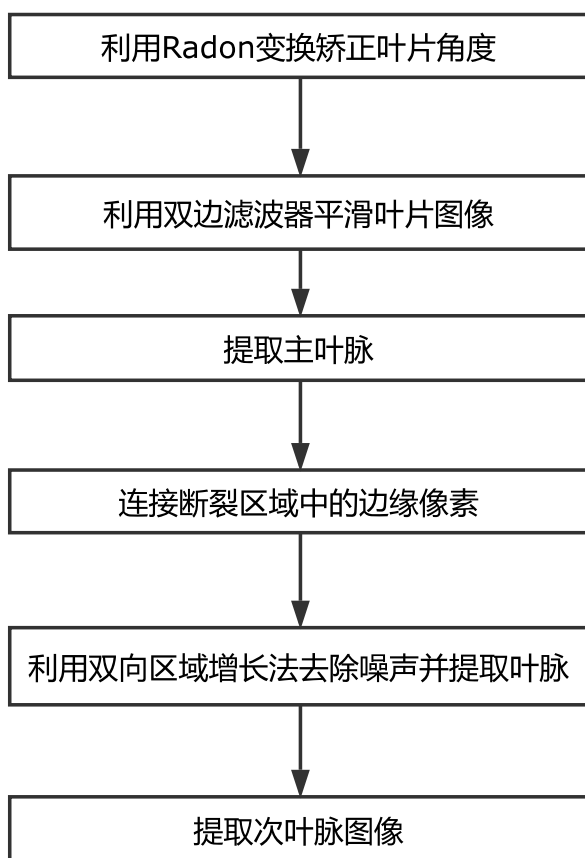 利用Radon变换矫正叶片角度
利用双边滤波器平滑叶片图像
提取主叶脉
连接断裂区域中的边缘像素
利用双向区域增长法去除噪声并提取叶脉
提取次叶脉图像